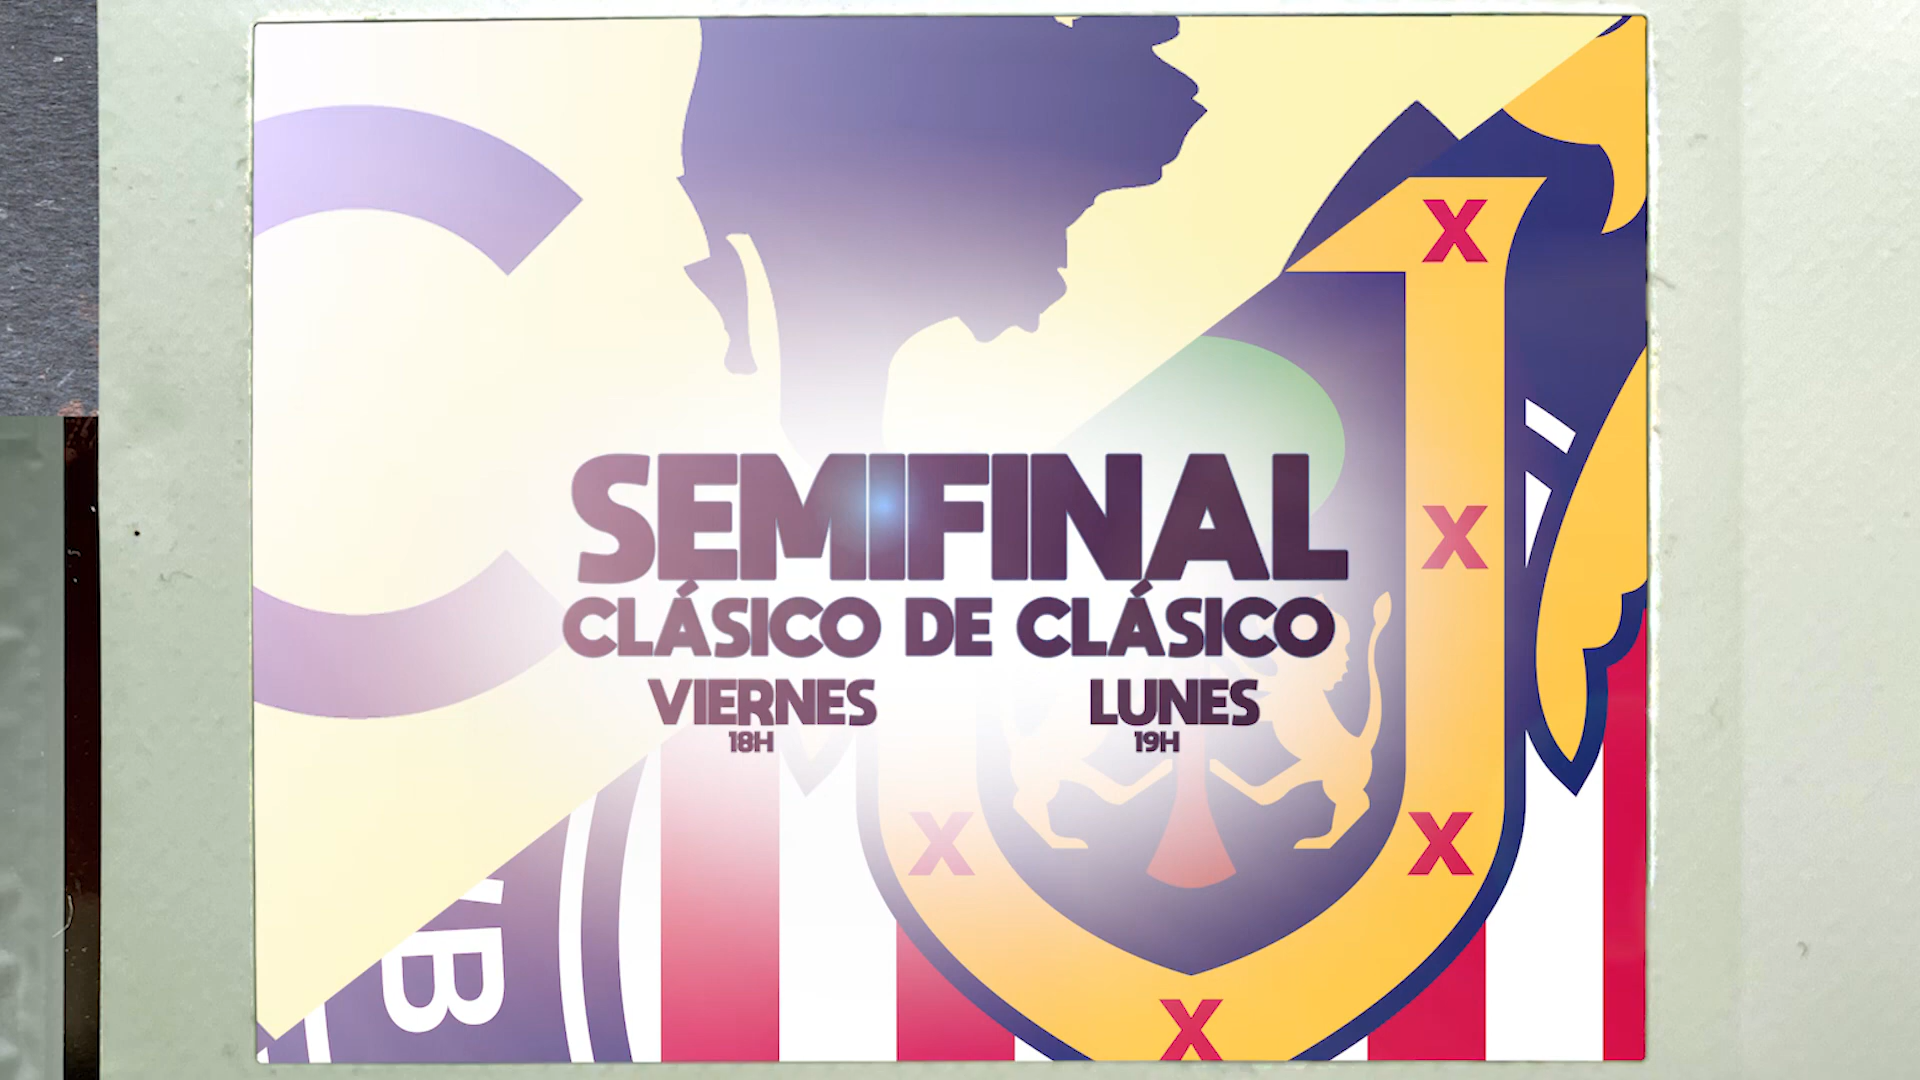 C
SEMIFINAL
CLÁSICO DE CLÁSICO
VIERNES LUNES
18H 19H
X
X
X X
X